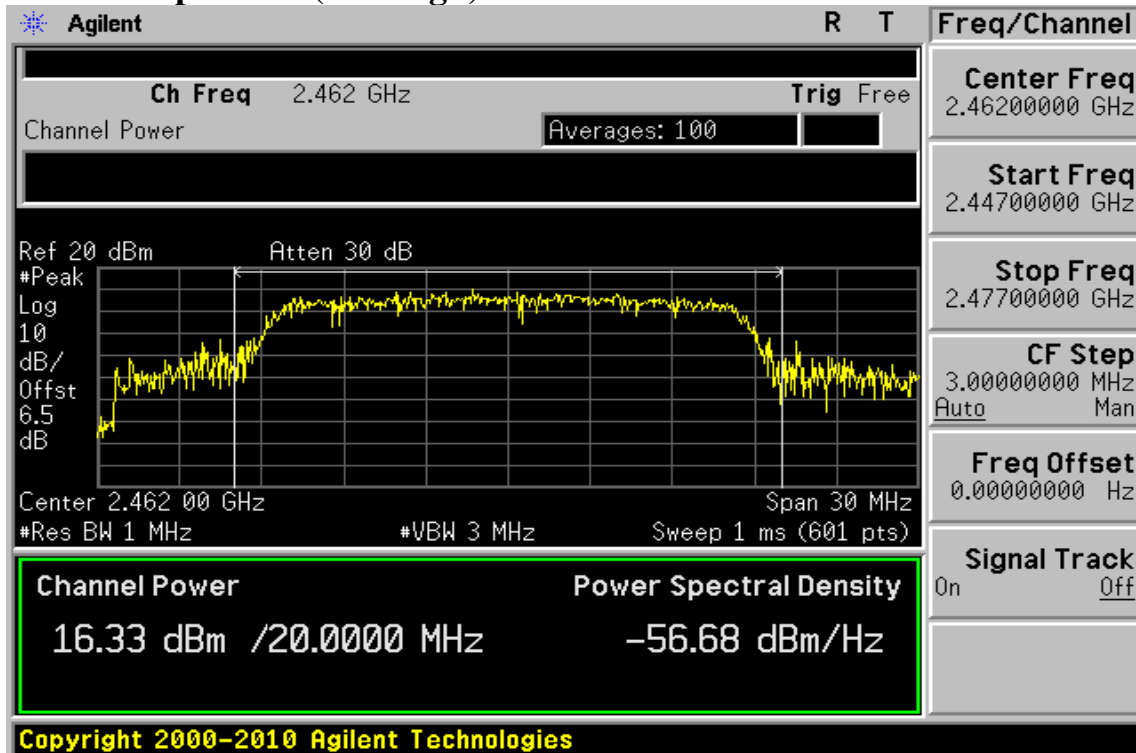 Agilent R T
Ch Freq 2.462 GHz Trig Free
Channel Power Averages: 100
Ref 20 dBm Atten 30 dB
#Peak
Log
10
dB/
Offst
6.5
dB
Center 2.462 00 GHz Span 30 MHz
#Res BW 1 MHz #VBW 3 MHz Sweep 1 ms (601 pts)
Channel Power Power Spectral Density
16.33 dBm /20.0000 MHz -56.68 dBm/Hz
Freq/Channel
Center Freq
2.46200000 GHz
Start Freq
2.44700000 GHz
Stop Freq
2.47700000 GHz
CF Step
3.00000000 MHz
Auto Man
Freq Offset
0.00000000 Hz
Signal Track
On Off
Copyright 2000-2010 Agilent Technologies